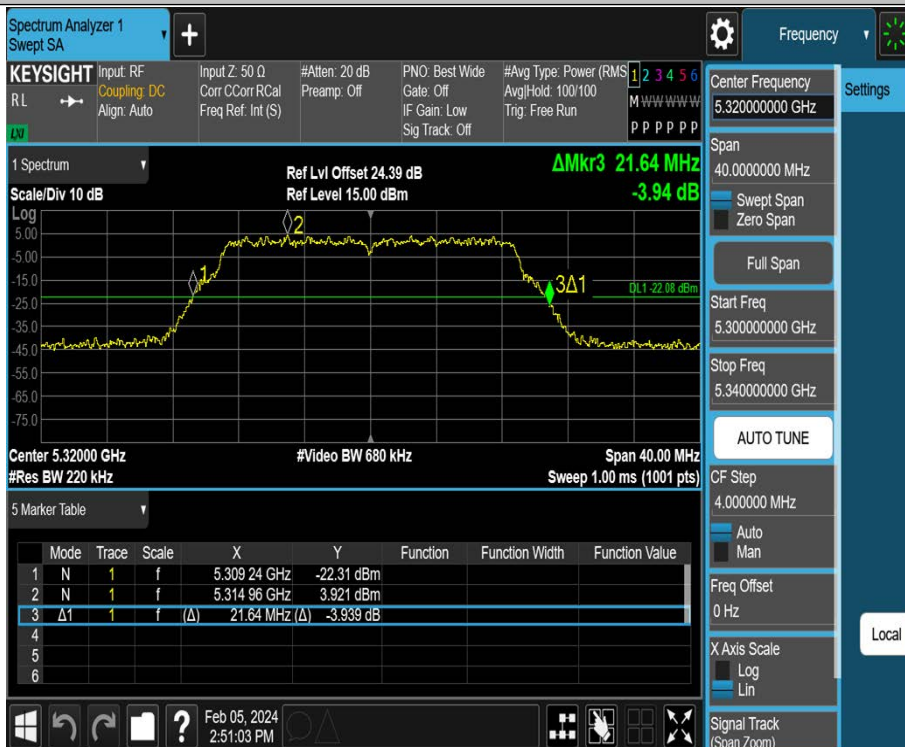 Spectrum Analyzer 1
Swept SA
+
Frequency
Settings
KEYSIGHT
RL
LXI
Input: RF
Coupling: DC
Align: Auto
Input Z: 50 Ω
Corr CCorr RCal
Freq Ref: Int (S)
#Atten: 20 dB
Preamp: Off
PNO: Best Wide
Gate: Off
IF Gain: Low
Sig Track: Off
#Avg Type: Power (RMS
Avg|Hold: 100/100
Trig: Free Run
1 2 3 4 5 6
M W W W W W
P P P P P P
1 Spectrum
Scale/Div 10 dB
Log
Ref Lvl Offset 24.39 dB
Ref Level 15.00 dBm
ΔMkr3 21.64 MHz
-3.94 dB
5.00
-5.00
-15.0
-25.0
-35.0
-45.0
-55.0
-65.0
-75.0
1
2
3Δ1
DL1 -22.08 dBm
Center 5.32000 GHz
#Res BW 220 kHz
#Video BW 680 kHz
Span 40.00 MHz
Sweep 1.00 ms (1001 pts)
5 Marker Table
Mode Trace Scale X Y Function Function Width Function Value
1 N 1 f 5.309 24 GHz -22.31 dBm
2 N 1 f 5.314 96 GHz 3.921 dBm
3 Δ1 1 f (Δ) 21.64 MHz (Δ) -3.939 dB
4
5
6
?
Feb 05, 2024
2:51:03 PM
Center Frequency
5.320000000 GHz
Span
40.0000000 MHz
Swept Span
Zero Span
Full Span
Start Freq
5.300000000 GHz
Stop Freq
5.340000000 GHz
AUTO TUNE
CF Step
4.000000 MHz
Auto
Man
Freq Offset
0 Hz
X Axis Scale
Log
Lin
Signal Track
(Span Zoom)
Local